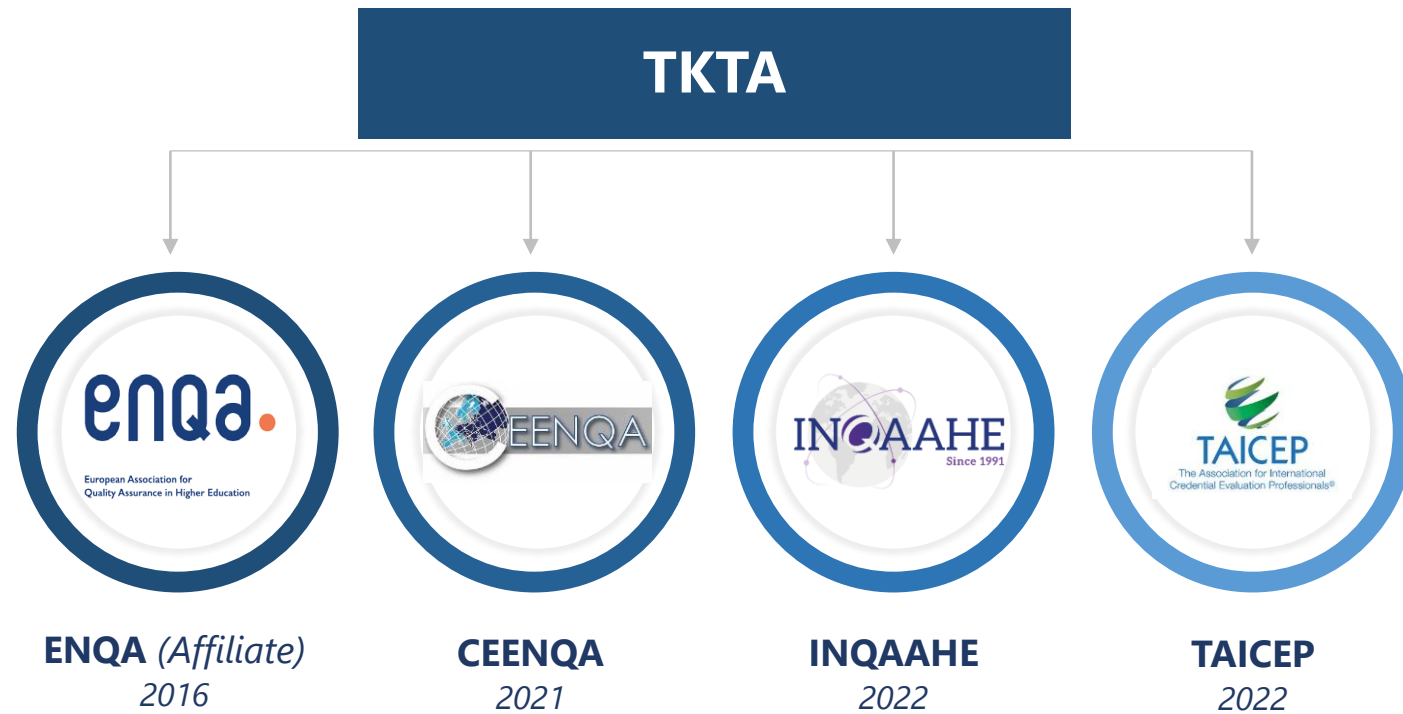 TKTA
enqa.
European Association for
Quality Assurance in Higher Education
CEENQA
INQAAHE
Since 1991
TAICEP
The Association for International
Credential Evaluation Professionals®
ENQA (Affiliate)
2016
CEENQA
2021
INQAAHE
2022
TAICEP
2022